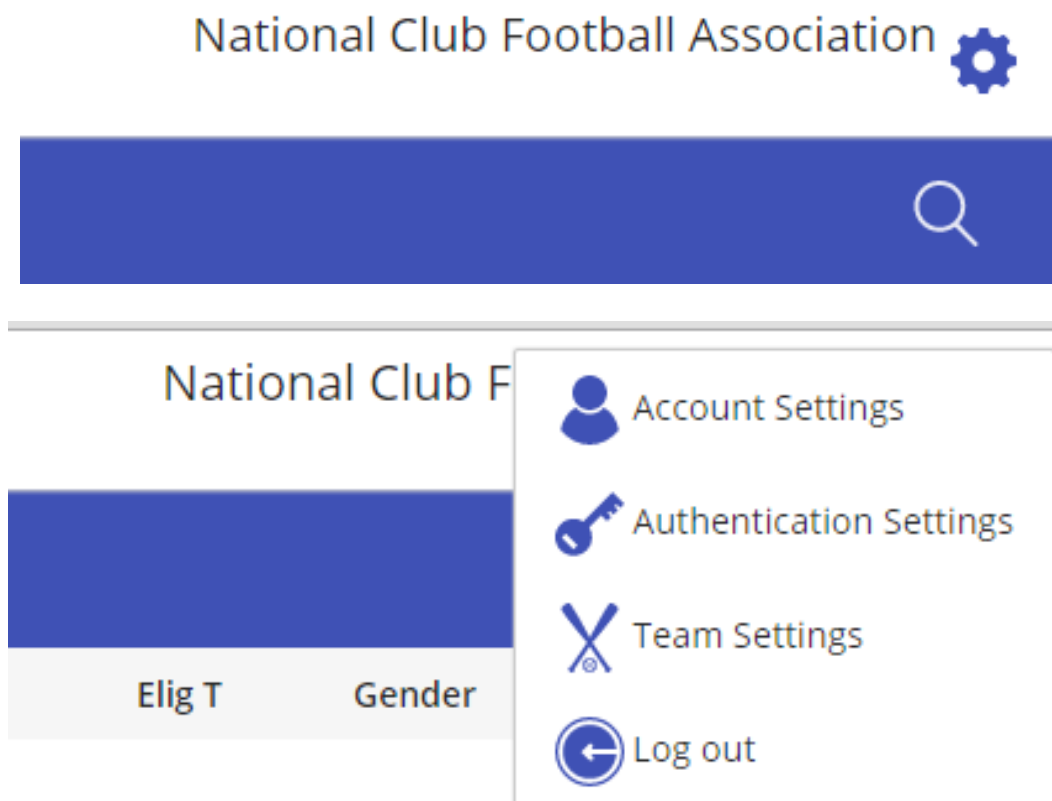 National Club Football Association
National Club F
Account Settings
Authentication Settings
Team Settings
Elig T Gender
Log out